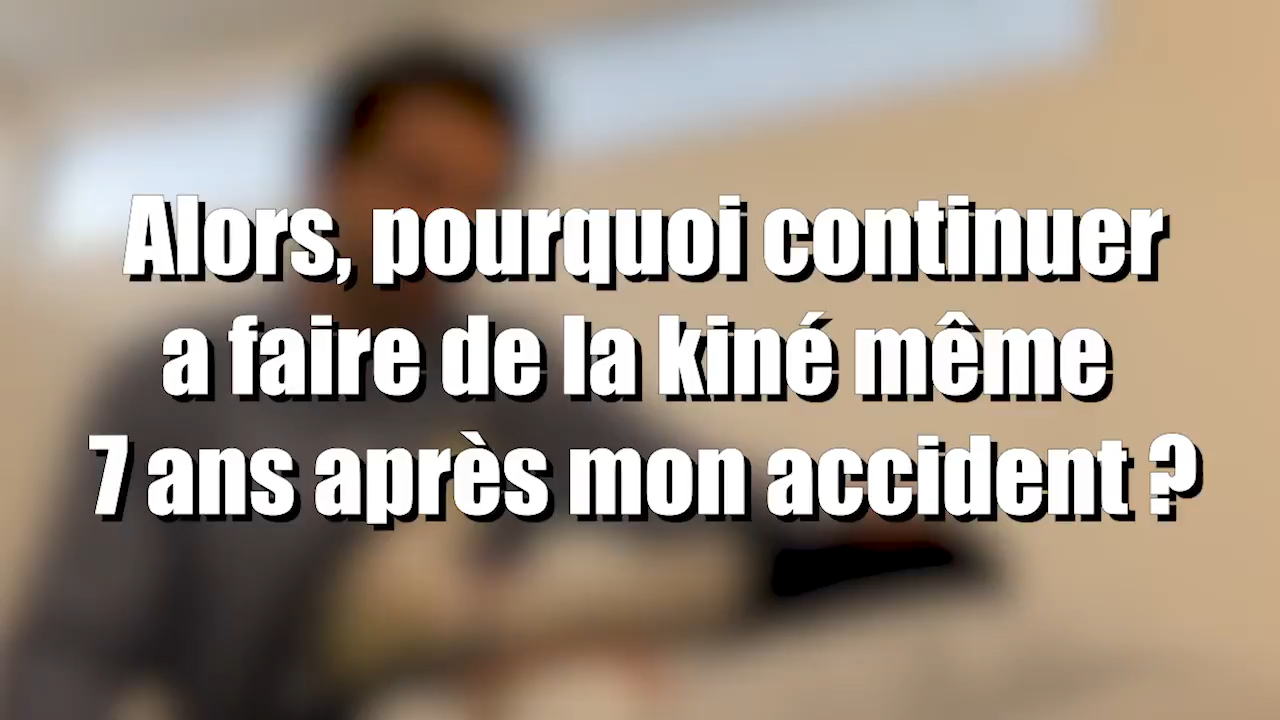 Alors, pourquoi continuer
a faire de la kiné même
7 ans après mon accident ?